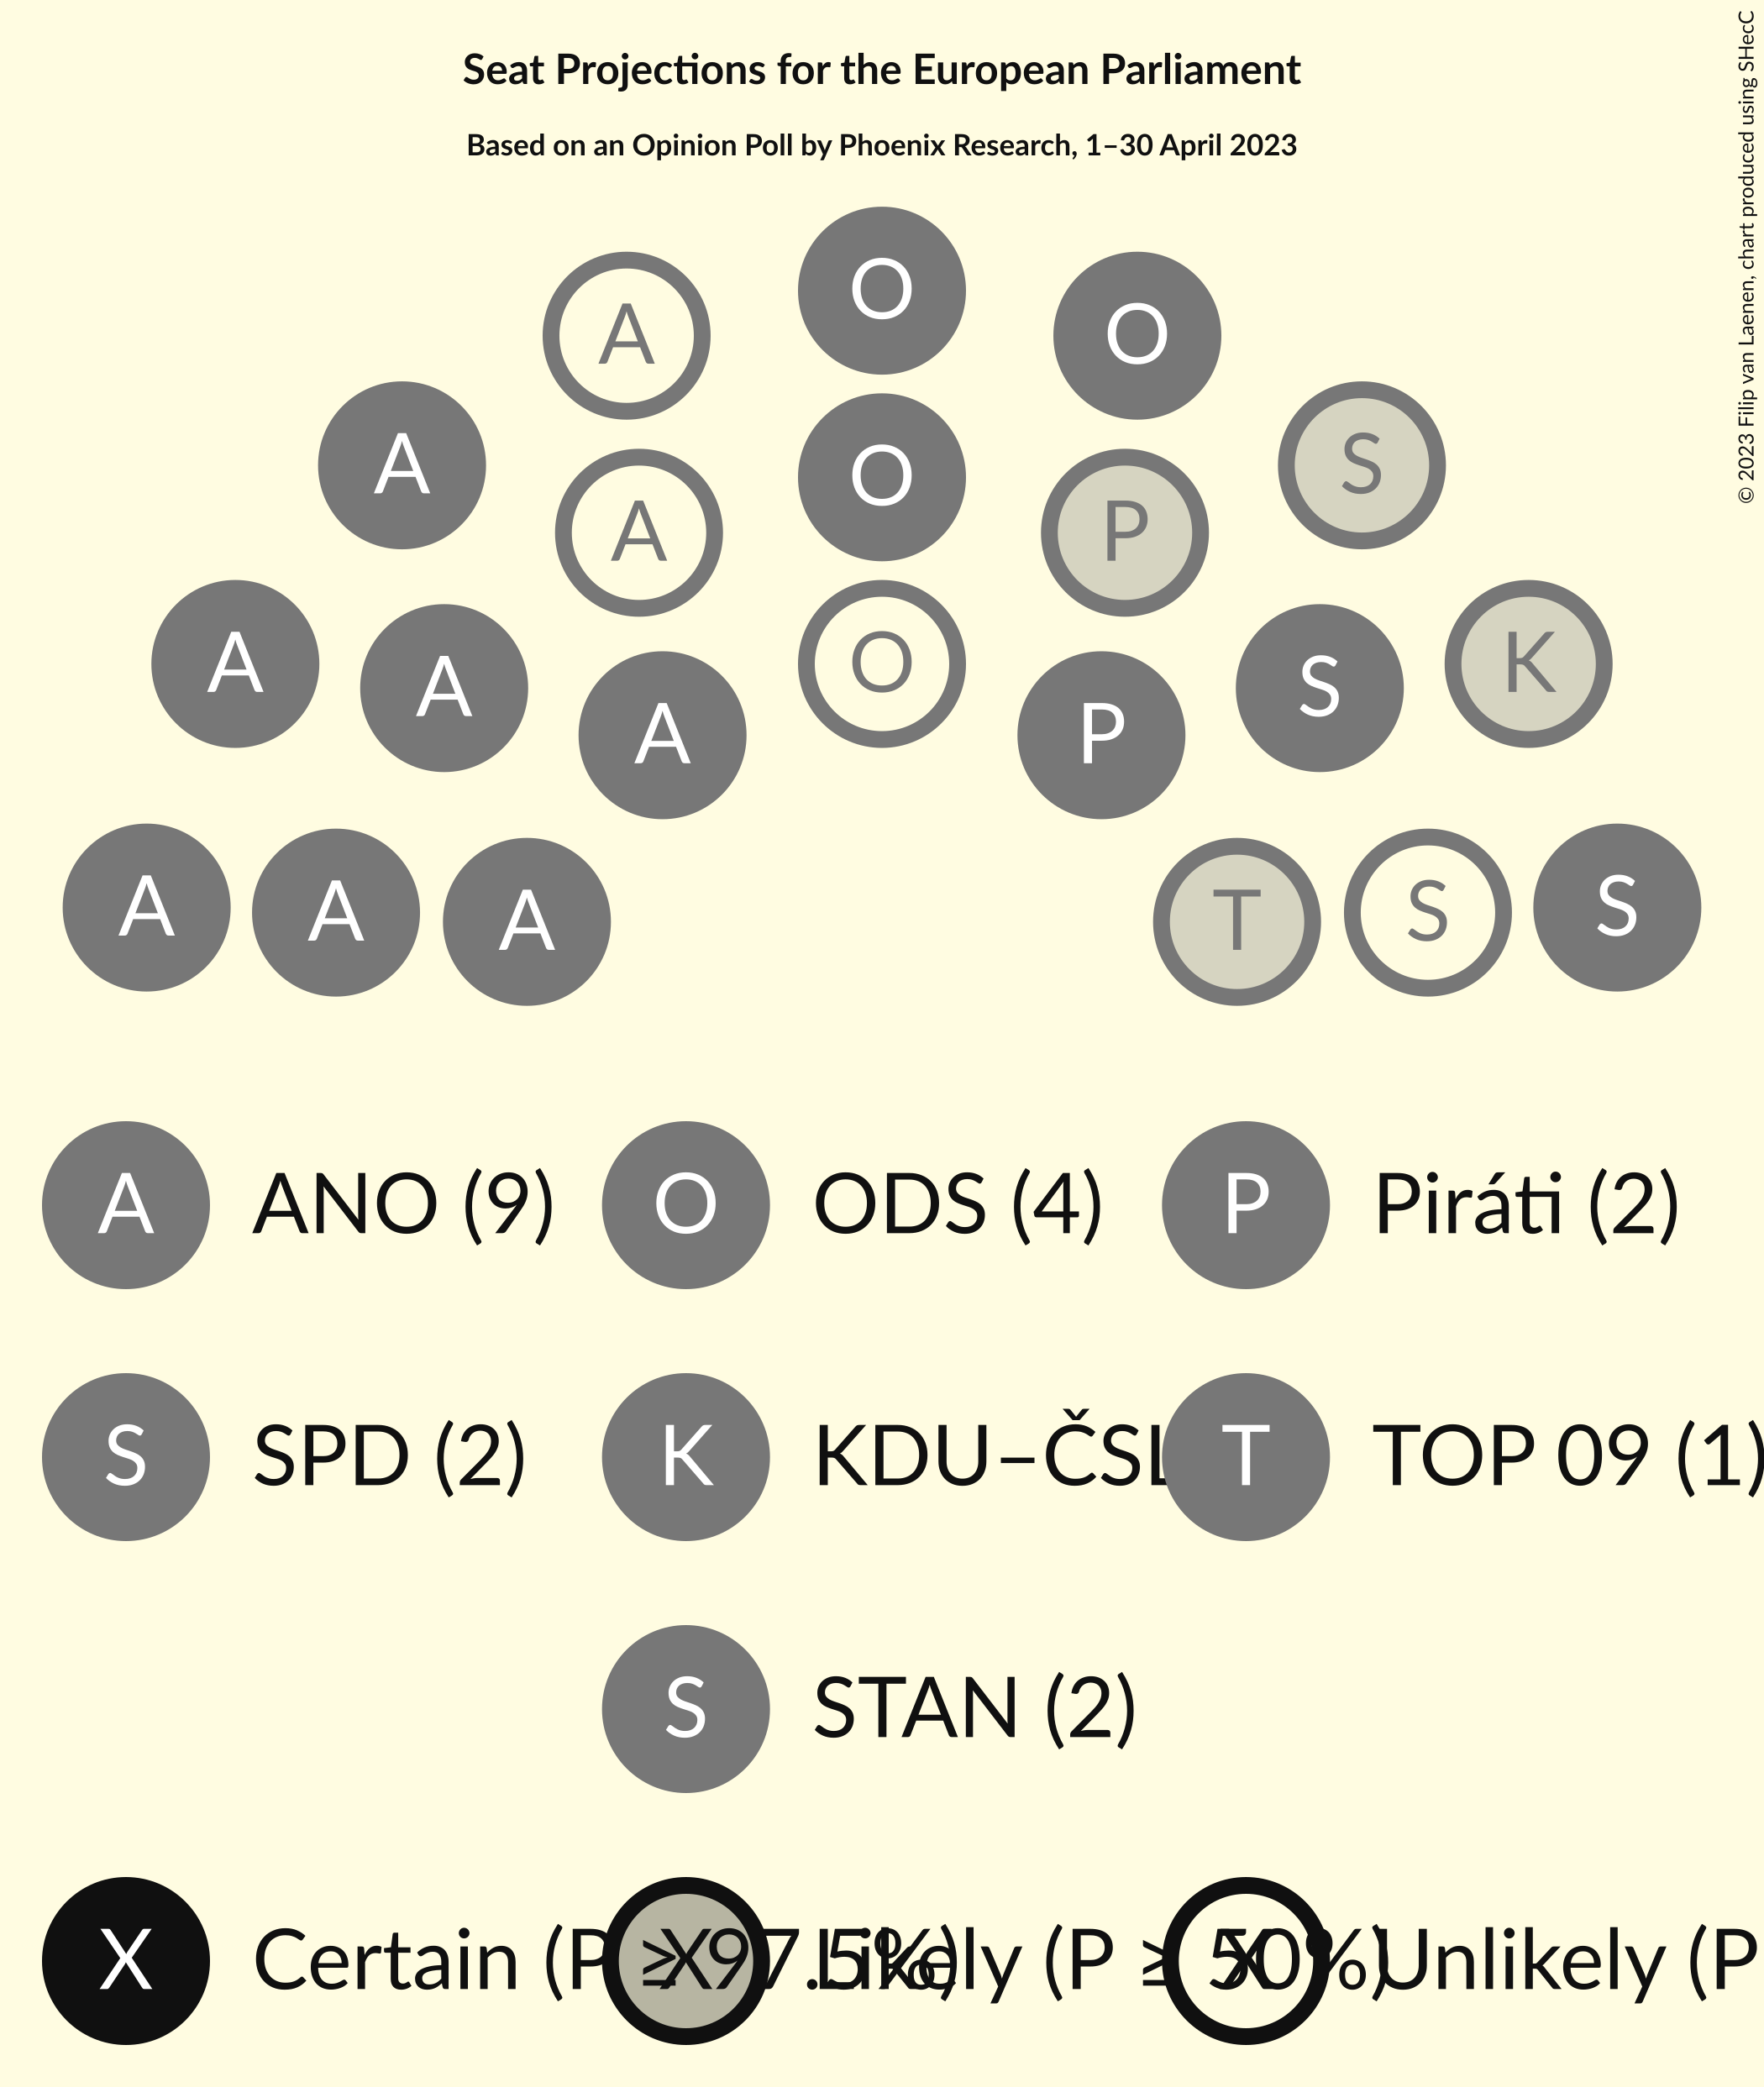 Seat Projections for the European Parliament
Based on an Opinion Poll by Phoenix Research, 1–30 April 2023
© 2023 Filip van Laenen, chart produced using SHecC
O
A O
A S
O
A P
A A O S K
A P
A A A T S S
A ANO (9) O ODS (4) P Piráti (2)
S SPD (2) K KDU–ČSL T TOP 09 (1)
S STAN (2)
X Certain (P ≥ 97.5%) X Likely (P ≥ 50%) X Unlikely (P